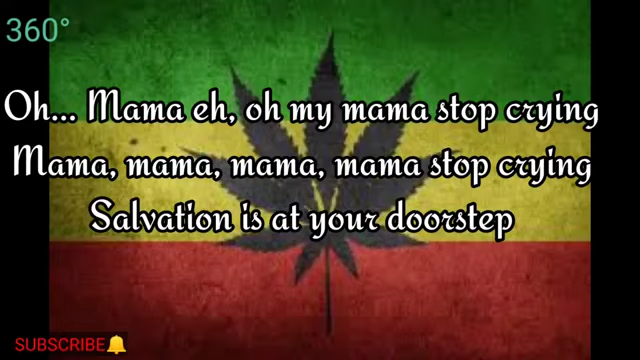 360°
Oh... Mama eh, oh my mama stop crying
Mama, mama, mama, mama stop crying
Salvation is at your doorstep
SUBSCRIBE🔔